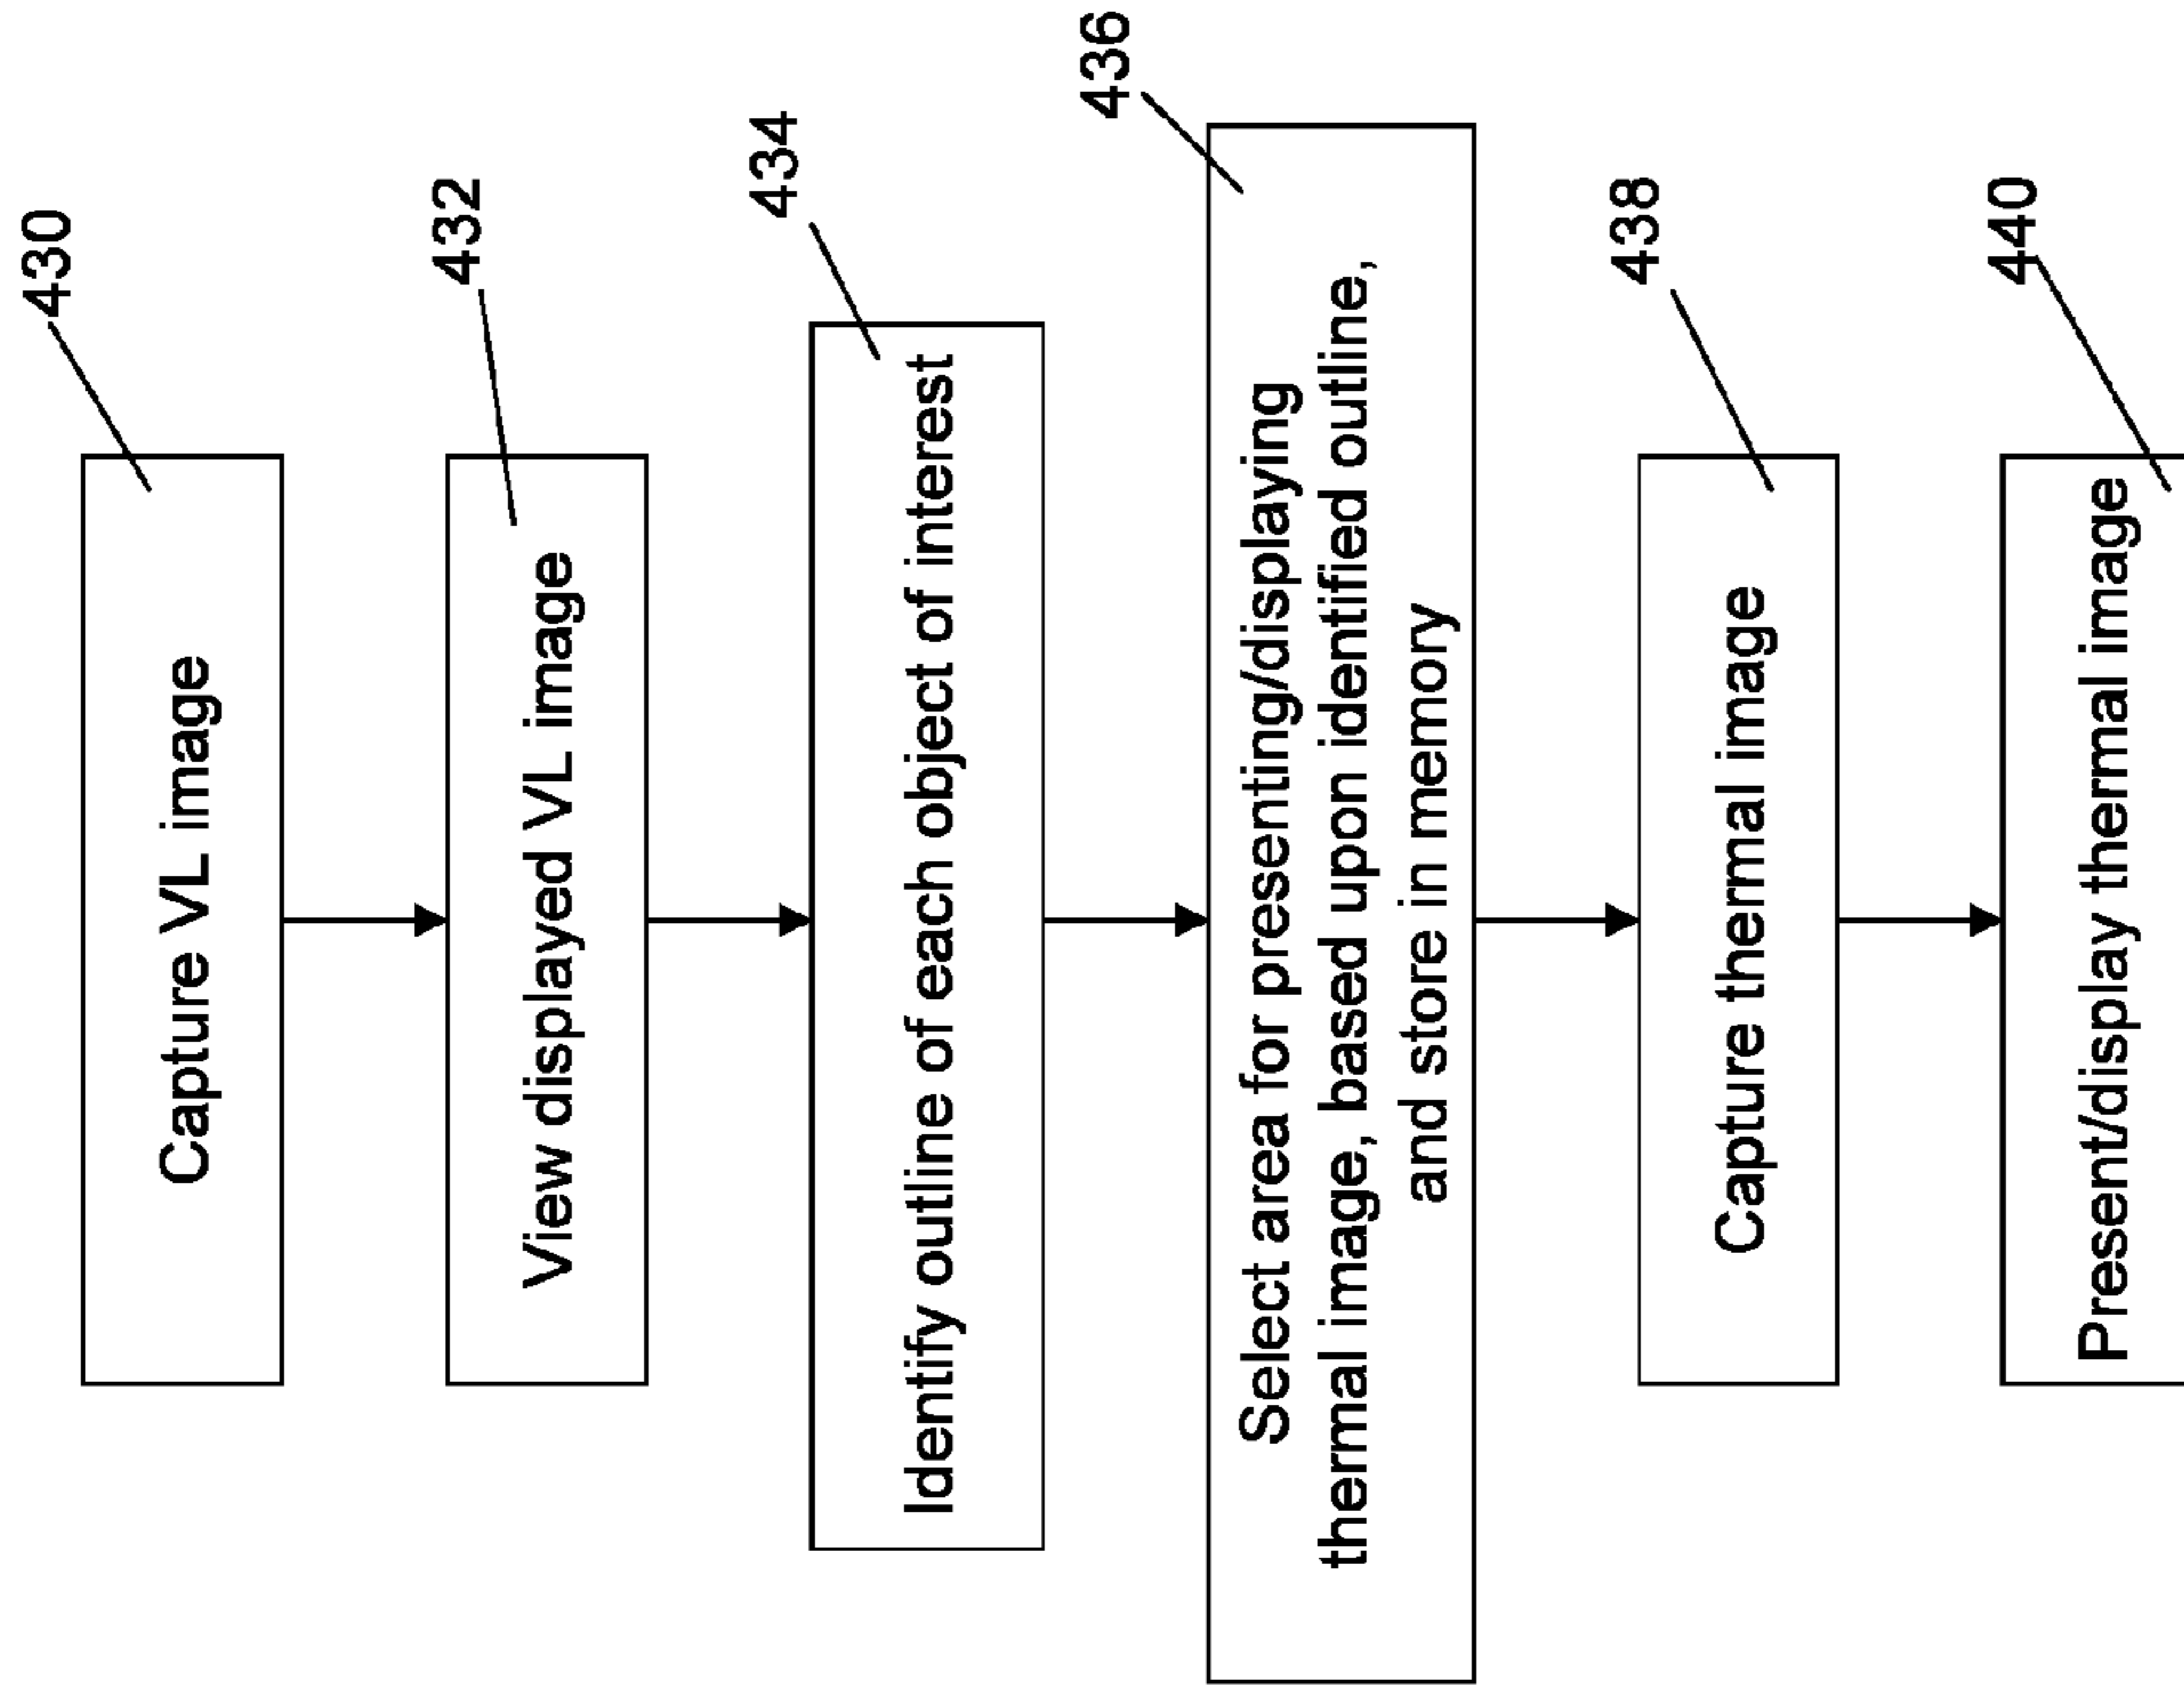 430
Capture VL image
432
View displayed VL image
434
Identify outline of each object of interest
436
Select area for presenting/displaying
thermal image, based upon identified outline,
and store in memory
438
Capture thermal image
440
Present/display thermal image